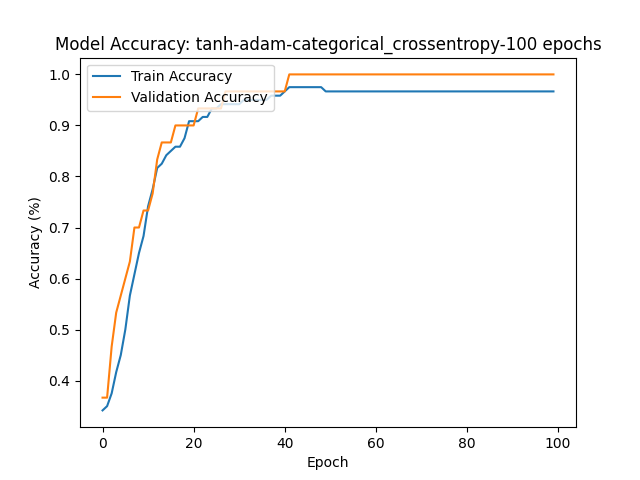 Model Accuracy: tanh-adam-categorical_crossentropy-100 epochs
Train Accuracy
Validation Accuracy
Accuracy (%)
1.0
0.9
0.8
0.7
0.6
0.5
0.4
0 20 40 60 80 100
Epoch